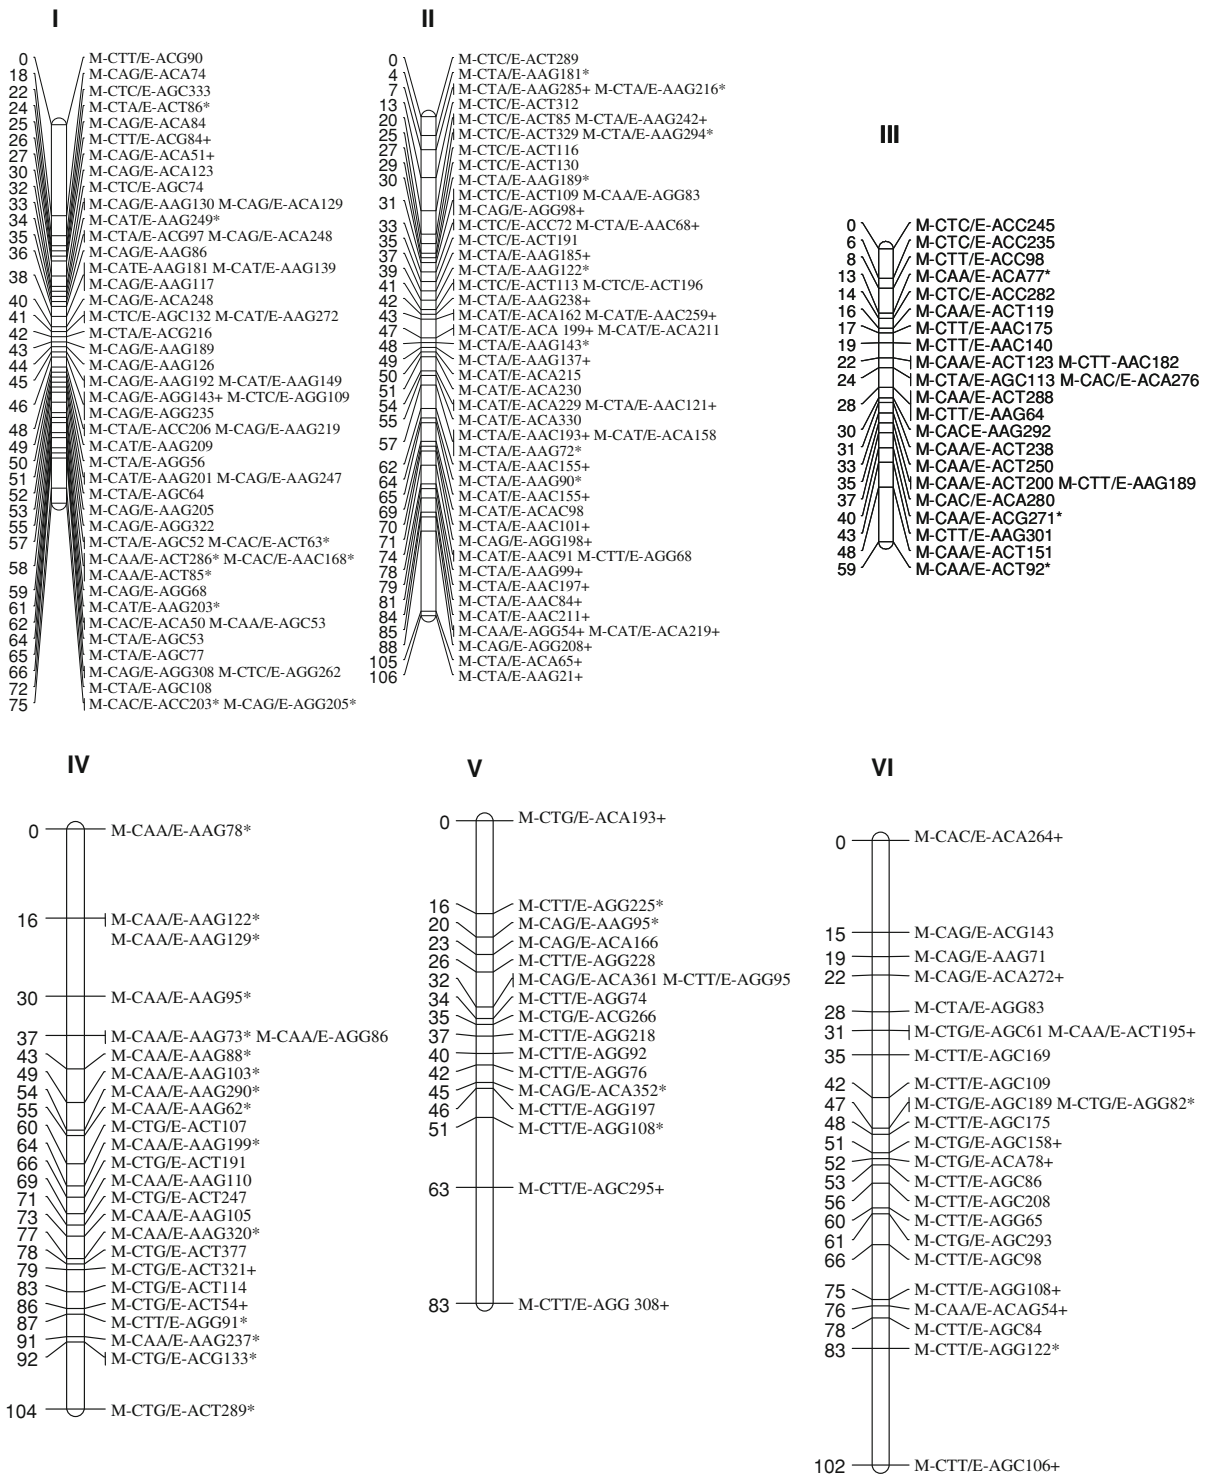 I
0 M-CTT/E-ACG90
18 M-CAG/E-ACA74
22 M-CTC/E-AGC333
24 M-CTA/E-ACT86*
25 M-CAG/E-ACA84
26 M-CTT/E-ACG84+
27 M-CAG/E-ACA51+
30 M-CAG/E-ACA123
32 M-CTC/E-AGC74
33 M-CAG/E-AAG130 M-CAG/E-ACA129
34 M-CAT/E-AAG249*
35 M-CTA/E-ACG97 M-CAG/E-ACA248
36 M-CAG/E-AAG86
38 M-CATE-AAG181 M-CAT/E-AAG139
M-CAG/E-AAG117
40 M-CAG/E-ACA248
41 M-CTC/E-AGC132 M-CAT/E-AAG272
42 M-CTA/E-ACG216
43 M-CAG/E-AAG189
44 M-CAG/E-AAG126
45 M-CAG/E-AAG192 M-CAT/E-AAG149
46 M-CAG/E-AGG143+ M-CTC/E-AGG109
M-CAG/E-AGG235
48 M-CTA/E-ACC206 M-CAG/E-AAG219
49 M-CAT/E-AAG209
50 M-CTA/E-AGG56
51 M-CAT/E-AAG201 M-CAG/E-AAG247
52 M-CTA/E-AGC64
53 M-CAG/E-AAG205
55 M-CAG/E-AGG322
57 M-CTA/E-AGC52 M-CAC/E-ACT63*
58 M-CAA/E-ACT286* M-CAC/E-AAC168*
M-CAA/E-ACT85*
59 M-CAG/E-AGG68
61 M-CAT/E-AAG203*
62 M-CAC/E-ACA50 M-CAA/E-AGC53
64 M-CTA/E-AGC53
65 M-CTA/E-AGC77
66 M-CAG/E-AGG308 M-CTC/E-AGG262
72 M-CTA/E-AGC108
75 M-CAC/E-ACC203* M-CAG/E-AGG205*
II
0 M-CTC/E-ACT289
4 M-CTA/E-AAG181*
7 M-CTA/E-AAG285+ M-CTA/E-AAG216*
13 M-CTC/E-ACT312
20 M-CTC/E-ACT85 M-CTA/E-AAG242+
25 M-CTC/E-ACT329 M-CTA/E-AAG294*
27 M-CTC/E-ACT116
29 M-CTC/E-ACT130
30 M-CTA/E-AAG189*
31 M-CTC/E-ACT109 M-CAA/E-AGG83
M-CAG/E-AGG98+
33 M-CTC/E-ACC72 M-CTA/E-AAC68+
35 M-CTC/E-ACT191
37 M-CTA/E-AAG185+
39 M-CTA/E-AAG122*
41 M-CTC/E-ACT113 M-CTC/E-ACT196
42 M-CTA/E-AAG238+
43 M-CAT/E-ACA162 M-CAT/E-AAC259+
47 M-CAT/E-ACA 199+ M-CAT/E-ACA211
48 M-CTA/E-AAG143*
49 M-CTA/E-AAG137+
50 M-CAT/E-ACA215
51 M-CAT/E-ACA230
54 M-CAT/E-ACA229 M-CTA/E-AAC121+
55 M-CAT/E-ACA330
57 M-CTA/E-AAC193+ M-CAT/E-ACA158
M-CTA/E-AAG72*
62 M-CTA/E-AAC155+
64 M-CTA/E-AAG90*
65 M-CAT/E-AAC155+
69 M-CAT/E-ACAC98
70 M-CTA/E-AAC101+
71 M-CAG/E-AGG198+
74 M-CAT/E-AAC91 M-CTT/E-AGG68
78 M-CTA/E-AAG99+
79 M-CTA/E-AAC197+
81 M-CTA/E-AAC84+
84 M-CAT/E-AAC211+
85 M-CAA/E-AGG54+ M-CAT/E-ACA219+
88 M-CAG/E-AGG208+
105 M-CTA/E-ACA65+
106 M-CTA/E-AAG21+
III
0 M-CTC/E-ACC245
6 M-CTC/E-ACC235
8 M-CTT/E-ACC98
13 M-CAA/E-ACA77*
14 M-CTC/E-ACC282
16 M-CAA/E-ACT119
17 M-CTT/E-AAC175
19 M-CTT/E-AAC140
22 M-CAA/E-ACT123 M-CTT-AAC182
24 M-CTA/E-AGC113 M-CAC/E-ACA276
28 M-CAA/E-ACT288
M-CTT/E-AAG64
30 M-CACE-AAG292
31 M-CAA/E-ACT238
33 M-CAA/E-ACT250
35 M-CAA/E-ACT200 M-CTT/E-AAG189
37 M-CAC/E-ACA280
40 M-CAA/E-ACG271*
43 M-CTT/E-AAG301
48 M-CAA/E-ACT151
59 M-CAA/E-ACT92*
IV
0 M-CAA/E-AAG78*
16 M-CAA/E-AAG122*
M-CAA/E-AAG129*
30 M-CAA/E-AAG95*
37 M-CAA/E-AAG73* M-CAA/E-AGG86
43 M-CAA/E-AAG88*
49 M-CAA/E-AAG103*
54 M-CAA/E-AAG290*
55 M-CAA/E-AAG62*
60 M-CTG/E-ACT107
64 M-CAA/E-AAG199*
66 M-CTG/E-ACT191
69 M-CAA/E-AAG110
71 M-CTG/E-ACT247
73 M-CAA/E-AAG105
77 M-CAA/E-AAG320*
78 M-CTG/E-ACT377
79 M-CTG/E-ACT321+
83 M-CTG/E-ACT114
86 M-CTG/E-ACT54+
87 M-CTT/E-AGG91*
91 M-CAA/E-AAG237*
92 M-CTG/E-ACG133*
104 M-CTG/E-ACT289*
V
0 M-CTG/E-ACA193+
16 M-CTT/E-AGG225*
20 M-CAG/E-AAG95*
23 M-CAG/E-ACA166
26 M-CTT/E-AGG228
32 M-CAG/E-ACA361 M-CTT/E-AGG95
34 M-CTT/E-AGG74
35 M-CTG/E-ACG266
37 M-CTT/E-AGG218
40 M-CTT/E-AGG92
42 M-CTT/E-AGG76
45 M-CAG/E-ACA352*
46 M-CTT/E-AGG197
51 M-CTT/E-AGG108*
63 M-CTT/E-AGC295+
83 M-CTT/E-AGG 308+
VI
0 M-CAC/E-ACA264+
15 M-CAG/E-ACG143
19 M-CAG/E-AAG71
22 M-CAG/E-ACA272+
28 M-CTA/E-AGG83
31 M-CTG/E-AGC61 M-CAA/E-ACT195+
35 M-CTT/E-AGC169
42 M-CTT/E-AGC109
47 M-CTG/E-AGC189 M-CTG/E-AGG82*
48 M-CTT/E-AGC175
51 M-CTG/E-AGC158+
52 M-CTG/E-ACA78+
53 M-CTT/E-AGC86
56 M-CTT/E-AGC208
60 M-CTT/E-AGG65
61 M-CTG/E-AGC293
66 M-CTT/E-AGC98
75 M-CTT/E-AGG108+
76 M-CAA/E-ACAG54+
78 M-CTT/E-AGC84
83 M-CTT/E-AGG122*
102 M-CTT/E-AGC106+